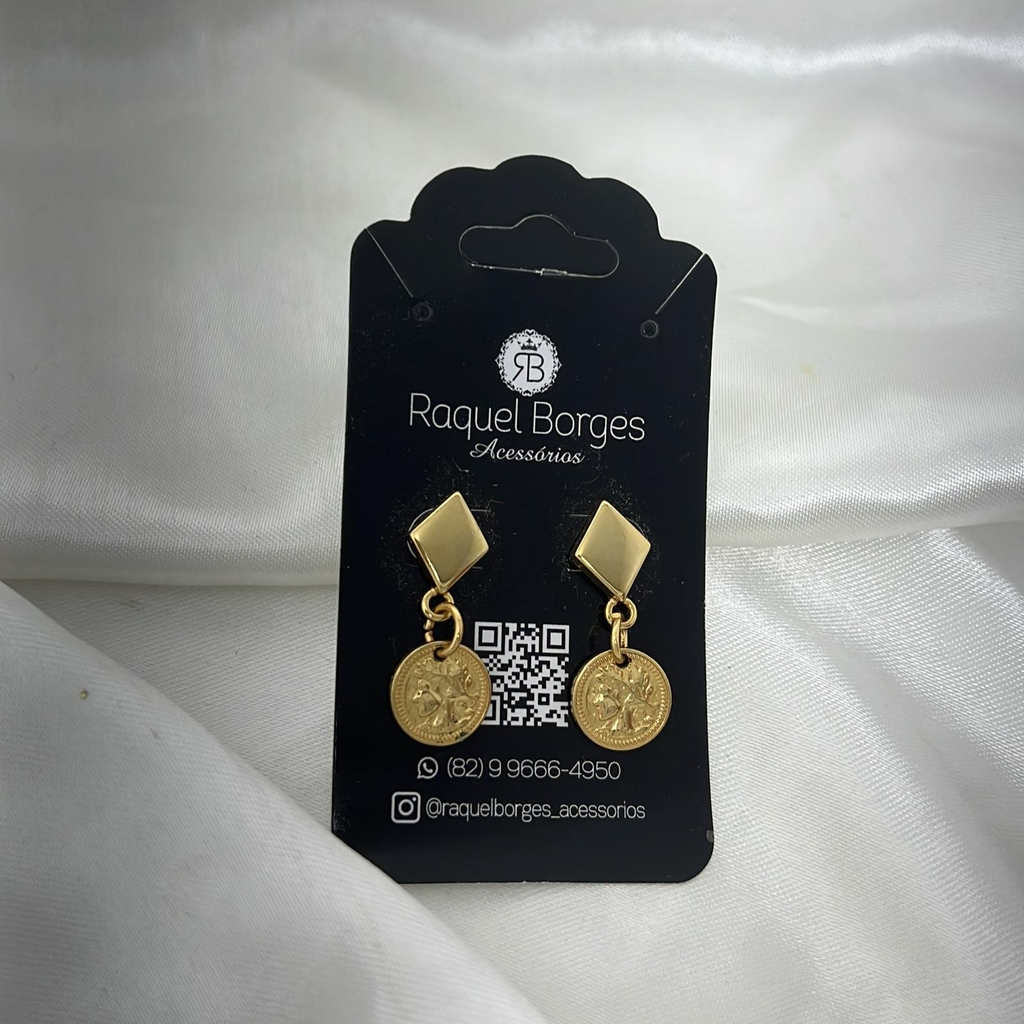 RB
Raquel Borges
Acessórios
(82) 9 9666-4950
@raquelborges_acessorios